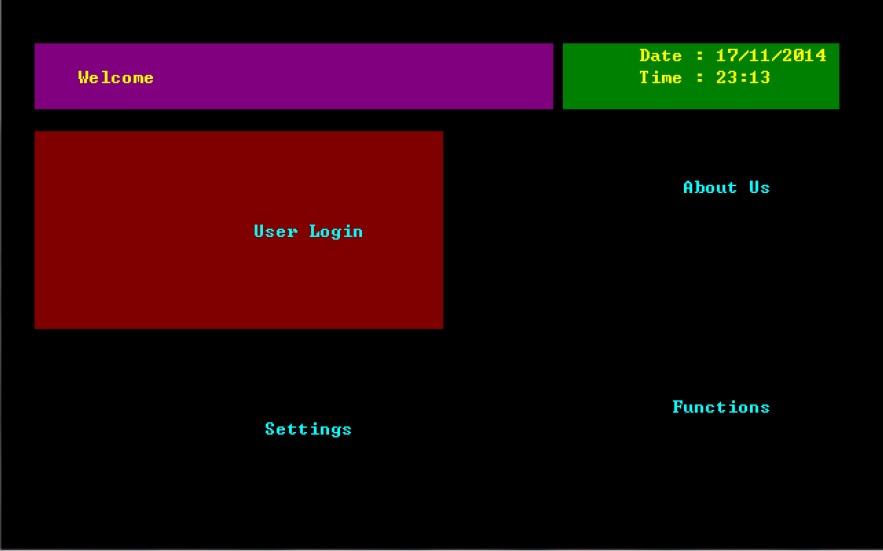 Welcome
Date : 17/11/2014
Time : 23:13
User Login
About Us
Settings
Functions